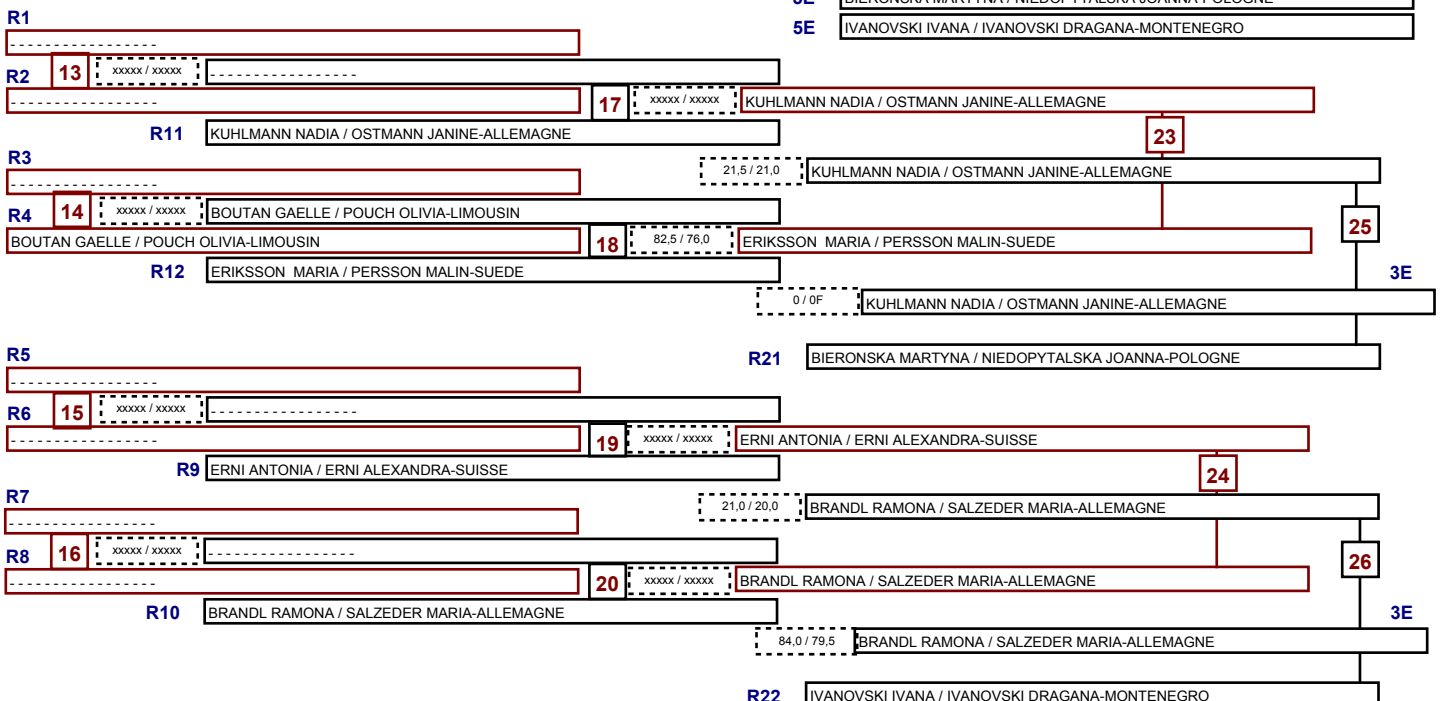 BIERONSKA MARTYNA / NIEDOPYTALSKA JOANNA-POLOGNE
R1
5E IVANOVSKI IVANA / IVANOVSKI DRAGANA-MONTENEGRO
- - - - - - - - - - - - - - - -
R2 13 xxxxx / xxxxx - - - - - - - - - - - - - - - -
- - - - - - - - - - - - - - - - 17 xxxxx / xxxxx KUHLMANN NADIA / OSTMANN JANINE-ALLEMAGNE
R11 KUHLMANN NADIA / OSTMANN JANINE-ALLEMAGNE 23
R3
21,5 / 21,0 KUHLMANN NADIA / OSTMANN JANINE-ALLEMAGNE
- - - - - - - - - - - - - - - -
R4 14 xxxxx / xxxxx BOUTAN GAELLE / POUCH OLIVIA-LIMOUSIN 25
BOUTAN GAELLE / POUCH OLIVIA-LIMOUSIN 18 82,5 / 76,0 ERIKSSON MARIA / PERSSON MALIN-SUEDE
R12 ERIKSSON MARIA / PERSSON MALIN-SUEDE 3E
0 / 0F KUHLMANN NADIA / OSTMANN JANINE-ALLEMAGNE
R5
R21 BIERONSKA MARTYNA / NIEDOPYTALSKA JOANNA-POLOGNE
- - - - - - - - - - - - - - - -
R6 15 xxxxx / xxxxx - - - - - - - - - - - - - - - -
- - - - - - - - - - - - - - - - 19 xxxxx / xxxxx ERNI ANTONIA / ERNI ALEXANDRA-SUISSE
R9 ERNI ANTONIA / ERNI ALEXANDRA-SUISSE 24
R7
21,0 / 20,0 BRANDL RAMONA / SALZEDER MARIA-ALLEMAGNE
- - - - - - - - - - - - - - - -
R8 16 xxxxx / xxxxx - - - - - - - - - - - - - - - - 26
- - - - - - - - - - - - - - - - 20 xxxxx / xxxxx BRANDL RAMONA / SALZEDER MARIA-ALLEMAGNE
R10 BRANDL RAMONA / SALZEDER MARIA-ALLEMAGNE 3E
84,0 / 79,5 BRANDL RAMONA / SALZEDER MARIA-ALLEMAGNE
R22 IVANOVSKI IVANA / IVANOVSKI DRAGANA-MONTENEGRO